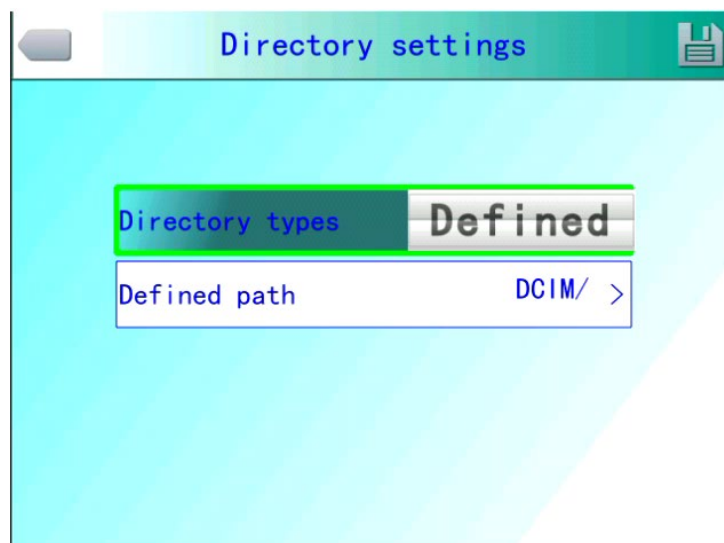 Directory settings
Directory types Defined
Defined path DCIM/ >